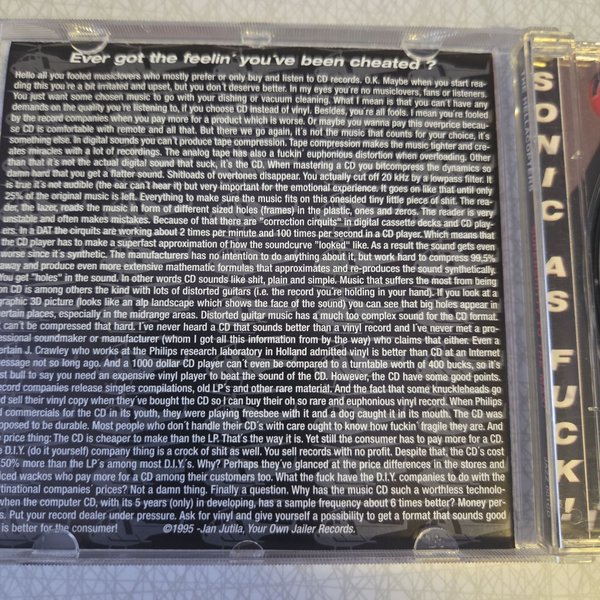 Ever got the feelin' you've been cheated ?
Hello all you fooled musiclovers who mostly prefer or only buy and listen to CD records. O.K. Maybe when you start rea-
ding this you're a bit irritated and upset, but you don't deserve better. In my eyes you're no musiclovers, fans or listeners.
You just want some chosen music to go with your dishing or vacuum cleaning. What I mean is that you can't have any
demands on the quality you're listening to, if you choose CD instead of vinyl. Besides, you're all fools. I mean you're fooled
by the record companies when you pay more for a product which is worse. Or maybe you wanna pay this overprice becau-
se CD is comfortable with remote and all that. But there we go again, it's not the music that counts for your choice, it's
something else. In digital sounds you can't produce tape compression. Tape compression makes the music tighter and cre-
ates miracles with a lot of recordings. The analog tape has also a fuckin' euphonious distortion when overloading. Other
than that it's not the actual digital sound that suck, it's the CD. When mastering a CD you bitcompress the dynamics so
damn hard that you get a flatter sound. Shitloads of overtones disappear. You actually cut off 20 kHz by a lowpass filter. It
is true it's not audible (the ear can't hear it) but very important for the emotional experience. It goes on like that until only
25% of the original music is left. Everything to make sure the music fits on this onesided tiny little piece of shit. The rea-
der, the lazer, reads the music in form of different sized holes (frames) in the plastic, ones and zeros. The reader is very
unstable and often makes mistakes. Because of that there are "correction cirquits" in digital cassette decks and CD play-
ers. In a DAT the cirquits are working about 2 times per minute and 100 times per second in a CD player. Which means that
the CD player has to make a superfast approximation of how the soundcurve "looked" like. As a result the sound gets even
worse since it's synthetic. The manufacturers has no intention to do anything about it, but work hard to compress 99,5%
away and produce even more extensive mathematic formulas that approximates and re-produces the sound synthetically.
You get "holes" in the sound. In other words CD sounds like shit, plain and simple. Music that suffers the most from being
on CD is among others the kind with lots of distorted guitars (i.e. the record you're holding in your hand). If you look at a
graphic 3D picture (looks like an alp landscape which shows the face of the sound) you can see that big holes appear in
ertain places, especially in the midrange areas. Distorted guitar music has a much too complex sound for the CD format.
t can't be compressed that hard. I've never heard a CD that sounds better than a vinyl record and I've never met a pro-
essional soundmaker or manufacturer (whom I got all this information from by the way) who claims that either. Even a
ertain J. Crawley who works at the Philips research laboratory in Holland admitted vinyl is better than CD at an Internet
essage not so long ago. And a 1000 dollar CD player can't even be compared to a turntable worth of 400 bucks, so it's
st bull to say you need an expensive vinyl player to beat the sound of the CD. However, the CD have some good points.
ecord companies release singles compilations, old LP's and other rare material. And the fact that some knuckleheads go
d sell their vinyl copy when they've bought the CD so I can buy their oh so rare and euphonious vinyl record. When Philips
d commercials for the CD in its youth, they were playing freesbee with it and a dog caught it in its mouth. The CD was
pposed to be durable. Most people who don't handle their CD's with care ought to know how fuckin' fragile they are. And
e price thing: The CD is cheaper to make than the LP. That's the way it is. Yet still the consumer has to pay more for a CD.
e D.I.Y. (do it yourself) company thing is a crock of shit as well. You sell records with no profit. Despite that, the CD's cost
50% more than the LP's among most D.I.Y.'s. Why? Perhaps they've glanced at the price differences in the stores and
iced wackos who pay more for a CD among their customers too. What the fuck have the D.I.Y. companies to do with the
tinational companies' prices? Not a damn thing. Finally a question. Why has the music CD such a worthless technolo-
when the computer CD, with its 5 years (only) in developing, has a sample frequency about 6 times better? Money per-
s. Put your record dealer under pressure. Ask for vinyl and give yourself a possibility to get a format that sounds good
is better for the consumer! ©1995 -Jan Jutila, Your Own Jailer Records.
SONIC AS FUCK!